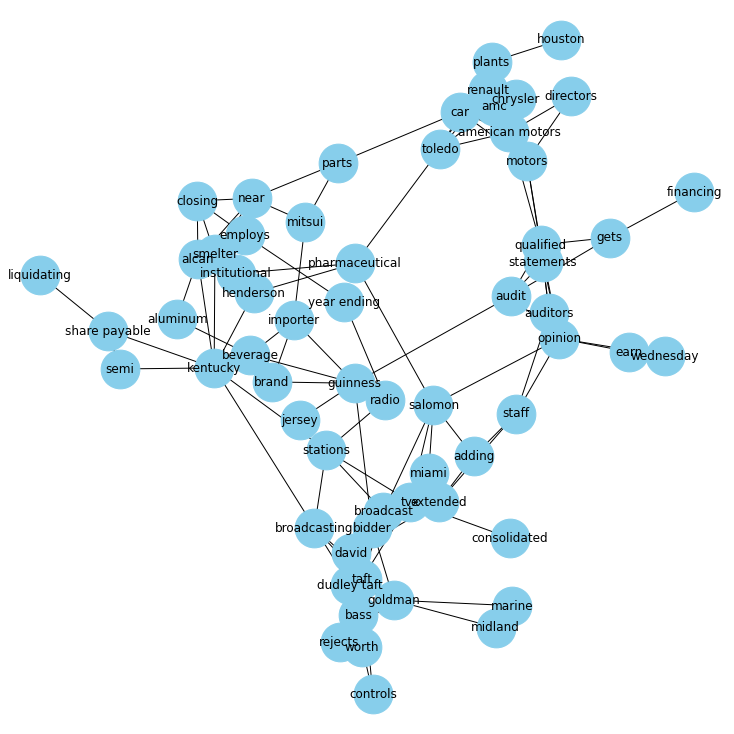 houston
plants
renault
directors
chrysler
amc
car
american motors
toledo
motors
parts
financing
near
closing
mitsui
employs
gets
qualified
smelter
alcan
statements
pharmaceutical
institutional
liquidating
henderson
audit
year ending
auditors
aluminum
importer
share payable
opinion
earn
beverage
wednesday
semi
kentucky
brand
guinness
radio
salomon
staff
jersey
stations
adding
miami
tve
extended
broadcast
broadcasting
bidder
consolidated
david
taft
dudley taft
goldman
marine
bass
midland
rejects
worth
controls